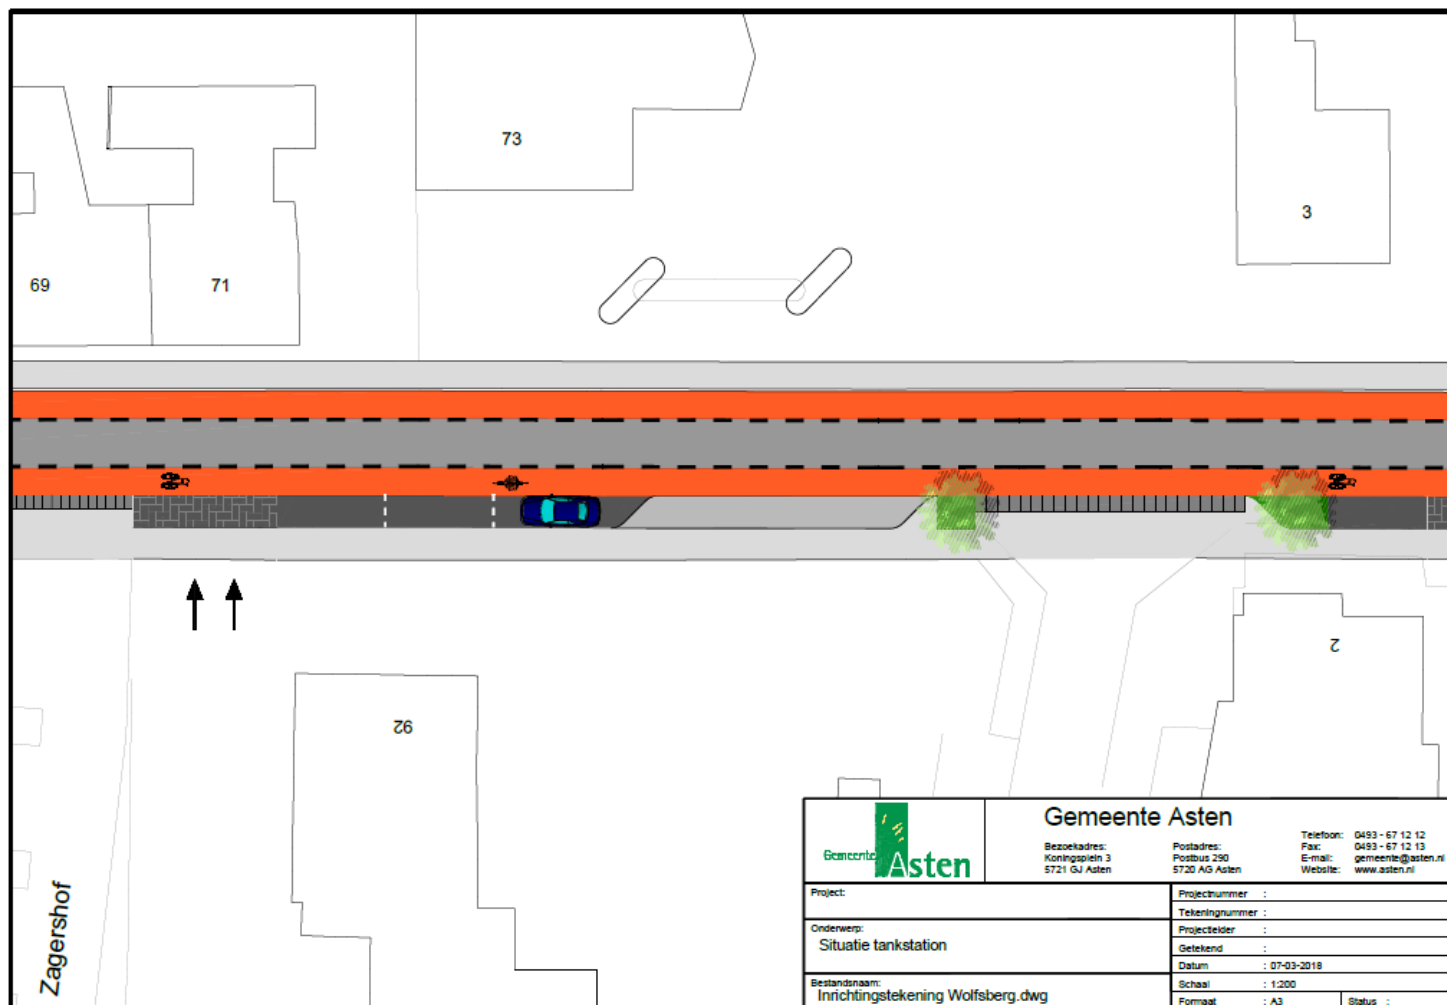 73
3
69
71
92
2
Zagershof
Gemeente
Asten
Gemeente Asten
Bezoekadres:
Koningsplein 3
5721 GJ Asten
Postadres:
Postbus 290
5720 AG Asten
Telefoon: 0493 - 67 12 12
Fax: 0493 - 67 12 13
E-mail: gemeente@asten.nl
Website: www.asten.nl
Project:
Onderwerp:
Situatie tankstation
Bestandsnaam:
Inrichtingstekening Wolfsberg.dwg
Projectnummer :
Tekeningnummer :
Projectleider :
Getekend :
Datum : 07-03-2018
Schaal : 1:200
Formaat : A3 Status :